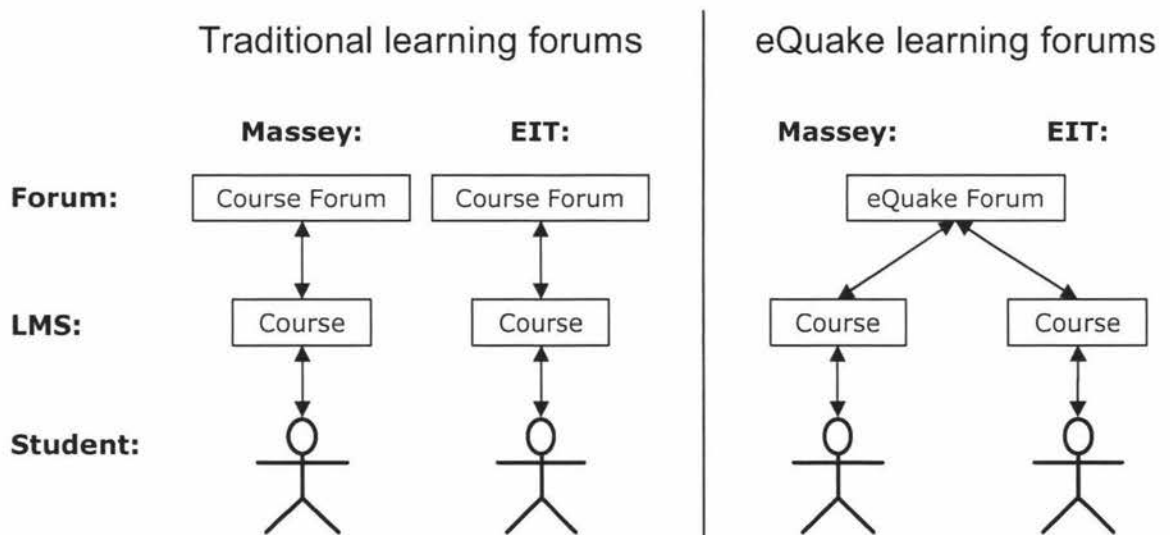 Traditional learning forums
eQuake learning forums
Massey:
EIT:
Massey:
EIT:
Forum:
Course Forum
Course Forum
eQuake Forum
LMS:
Course
Course
Course
Course
Student: